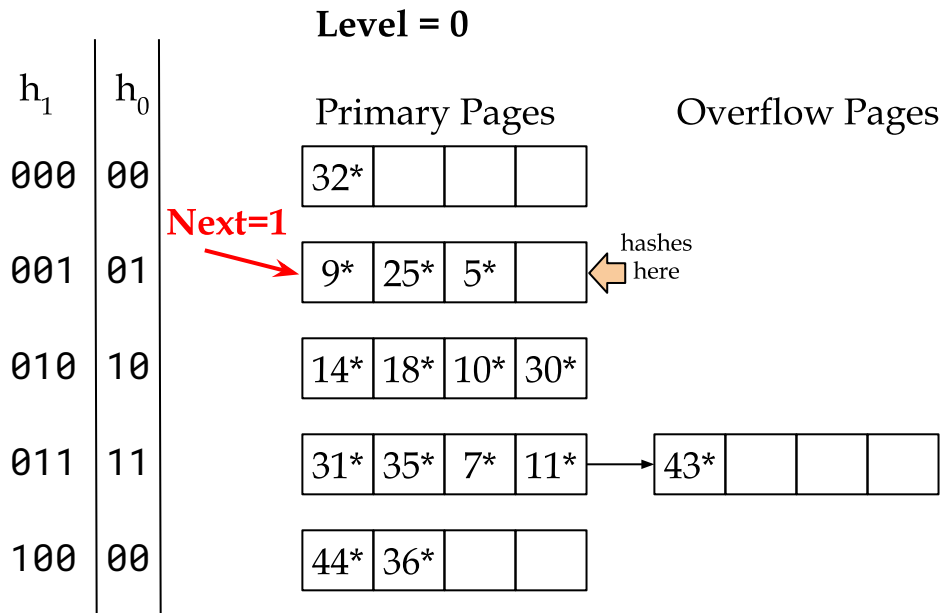 Level = 0
h1 h0 Primary Pages Overflow Pages
000 00 32*
Next=1
001 01 9* 25* 5* hashes here
010 10 14* 18* 10* 30*
011 11 31* 35* 7* 11* 43*
100 00 44* 36*